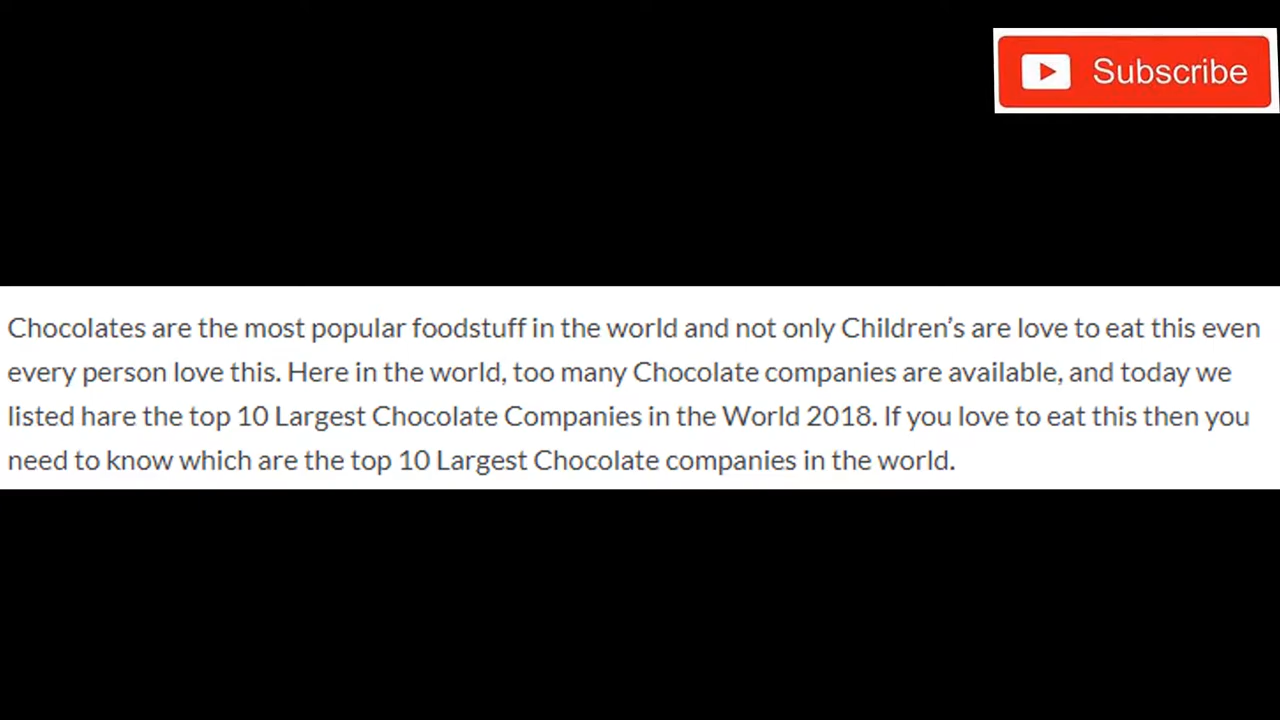 Subscribe
Chocolates are the most popular foodstuff in the world and not only Children’s are love to eat this even
every person love this. Here in the world, too many Chocolate companies are available, and today we
listed hare the top 10 Largest Chocolate Companies in the World 2018. If you love to eat this then you
need to know which are the top 10 Largest Chocolate companies in the world.